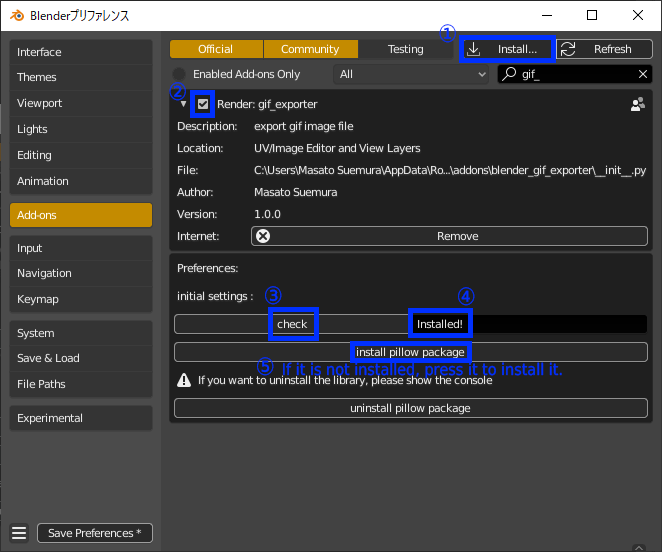 Blenderプリファレンス
①
Official Community Testing Install... Refresh
Enabled Add-ons Only All gif_
②
Render: gif_exporter
Description: export gif image file
Location: UV/Image Editor and View Layers
File: C:\Users\Masato Suemura\AppData\Ro...\addons\blender_gif_exporter\__init__.py
Author: Masato Suemura
Version: 1.0.0
Internet: Remove
Preferences:
initial settings :
③ ④
check Installed!
install pillow package
⑤ If it is not installed, press it to install it.
If you want to uninstall the library, please show the console
uninstall pillow package
Interface
Themes
Viewport
Lights
Editing
Animation
Add-ons
Input
Navigation
Keymap
System
Save & Load
File Paths
Experimental
Save Preferences *